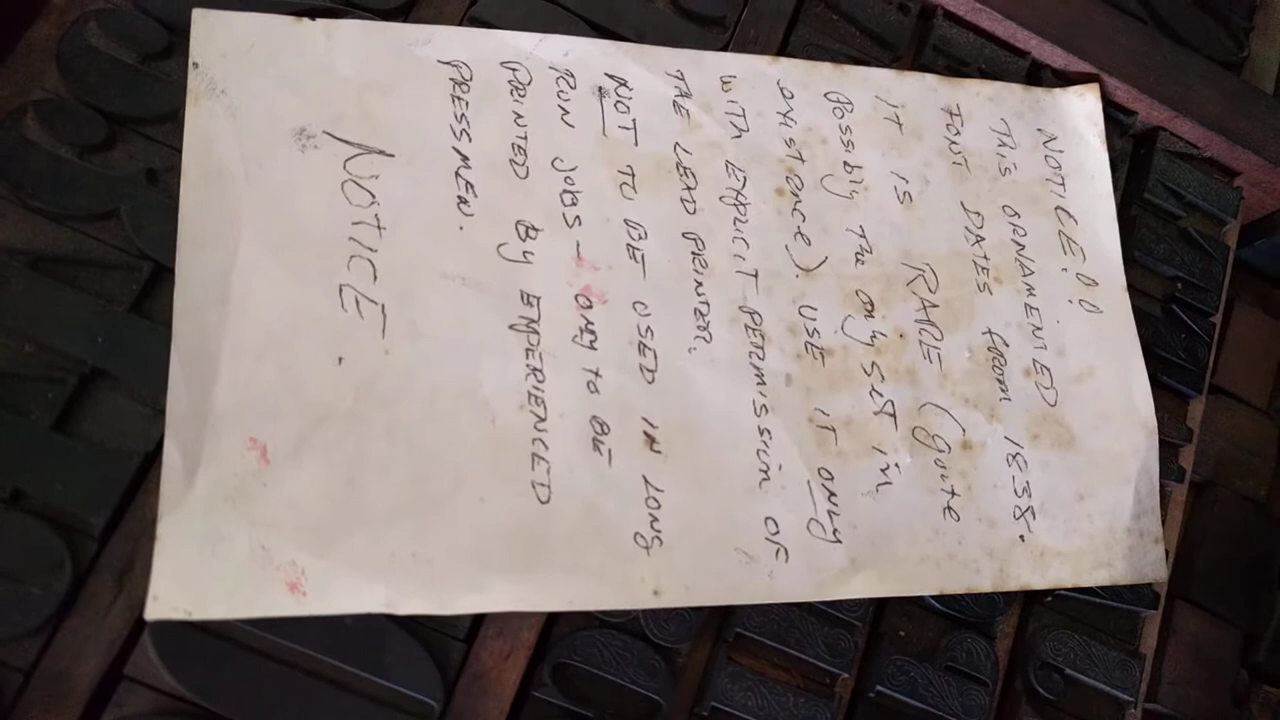 NOTICE!!
THIS ORNAMENTED
FONT DATES FROM 1838.
IT IS RARE (quite
Possibly The only set in
existence). USE IT ONLY
WITH EXPLICIT PERMISSION OF
THE LEAD PRINTER.
NOT TO BE USED IN LONG
RUN JOBS - ONLY TO BE
PRINTED By EXPERIENCED
PRESSMEN.
NOTICE.